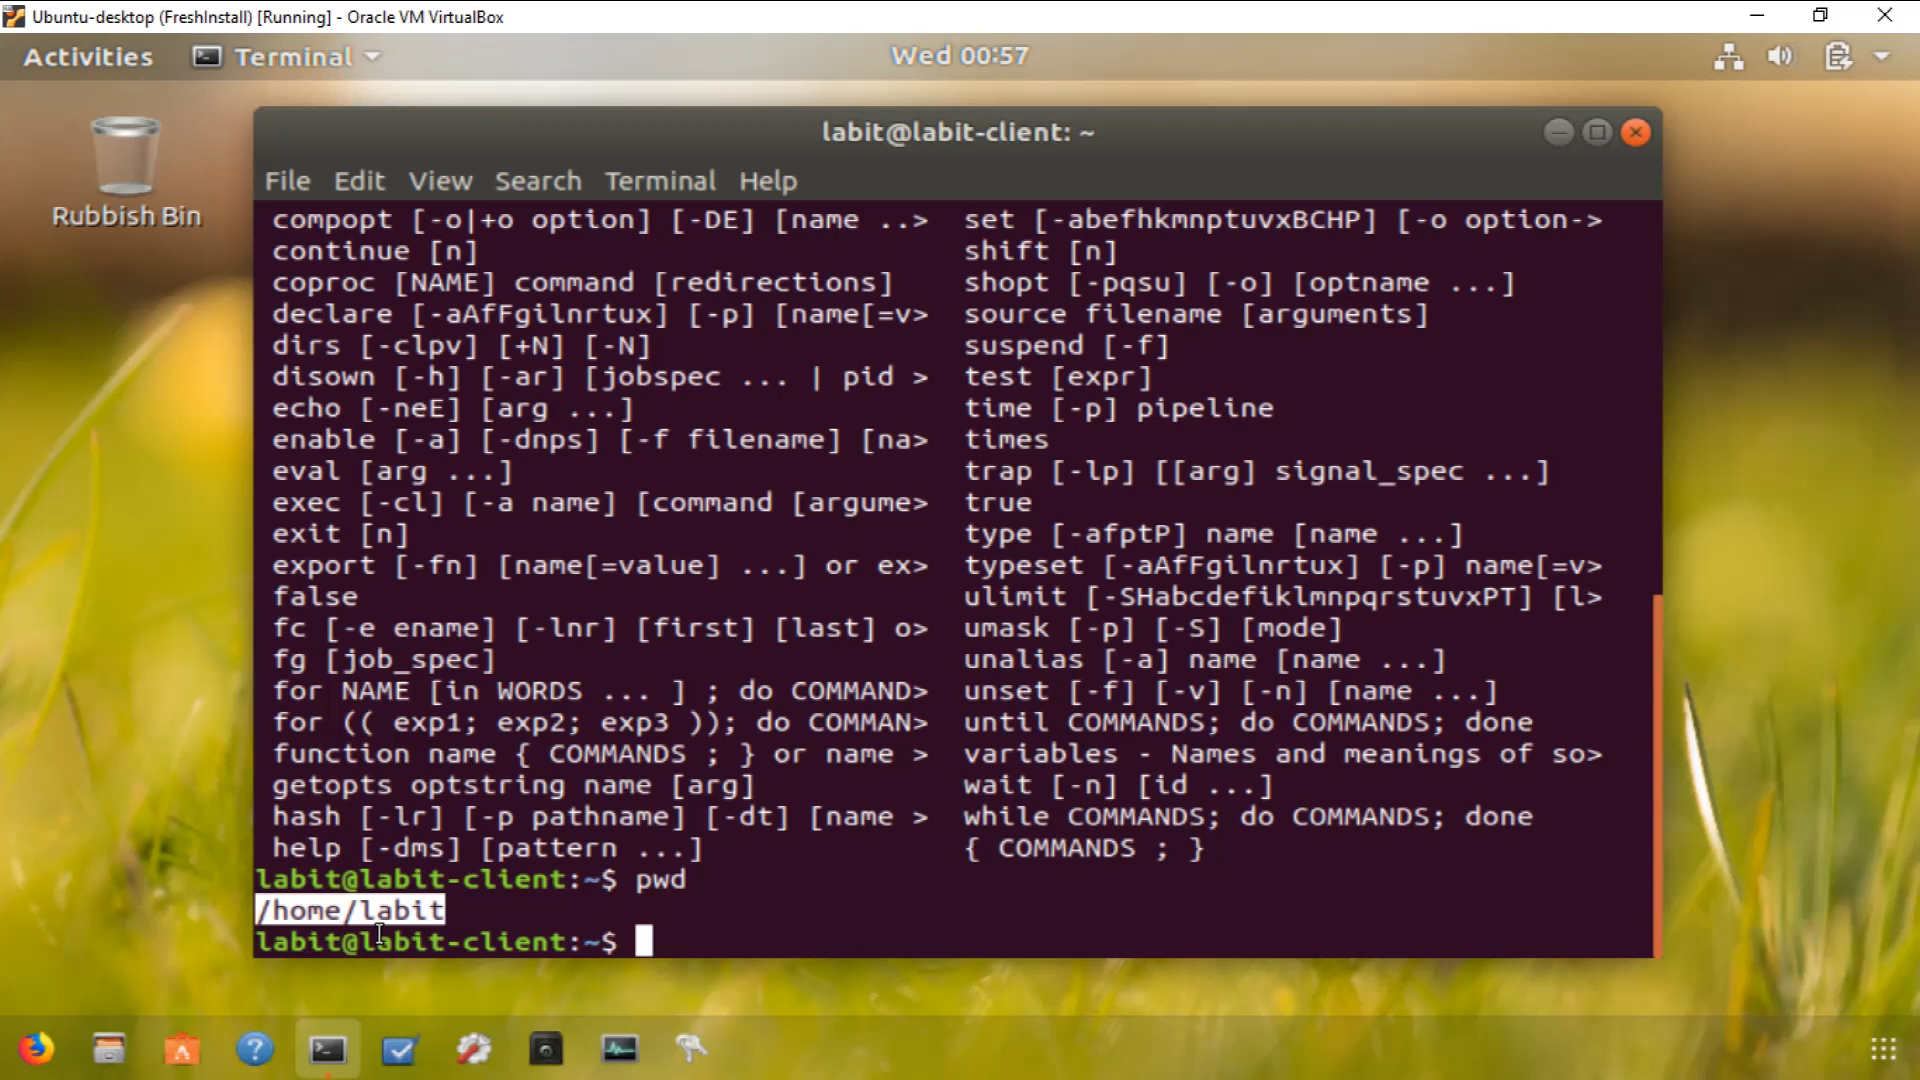 Ubuntu-desktop (FreshInstall) [Running] - Oracle VM VirtualBox
Activities Terminal Wed 00:57
Rubbish Bin
labit@labit-client: ~
File Edit View Search Terminal Help
compopt [-o|+o option] [-DE] [name ..> set [-abefhkmnptuvxBCHP] [-o option->
continue [n] shift [n]
coproc [NAME] command [redirections] shopt [-pqsu] [-o] [optname ...]
declare [-aAfFgilnrtux] [-p] [name[=v> source filename [arguments]
dirs [-clpv] [+N] [-N] suspend [-f]
disown [-h] [-ar] [jobspec ... | pid > test [expr]
echo [-neE] [arg ...] time [-p] pipeline
enable [-a] [-dnps] [-f filename] [na> times
eval [arg ...] trap [-lp] [[arg] signal_spec ...]
exec [-cl] [-a name] [command [argume> true
exit [n] type [-afptP] name [name ...]
export [-fn] [name[=value] ...] or ex> typeset [-aAfFgilnrtux] [-p] name[=v>
false ulimit [-SHabcdefiklmnpqrstuvxPT] [l>
fc [-e ename] [-lnr] [first] [last] o> umask [-p] [-S] [mode]
fg [job_spec] unalias [-a] name [name ...]
for NAME [in WORDS ... ] ; do COMMAND> unset [-f] [-v] [-n] [name ...]
for (( exp1; exp2; exp3 )); do COMMAN> until COMMANDS; do COMMANDS; done
function name { COMMANDS ; } or name > variables - Names and meanings of so>
getopts optstring name [arg] wait [-n] [id ...]
hash [-lr] [-p pathname] [-dt] [name > while COMMANDS; do COMMANDS; done
help [-dms] [pattern ...] { COMMANDS ; }
labit@labit-client:~$ pwd
/home/labit
labit@labit-client:~$